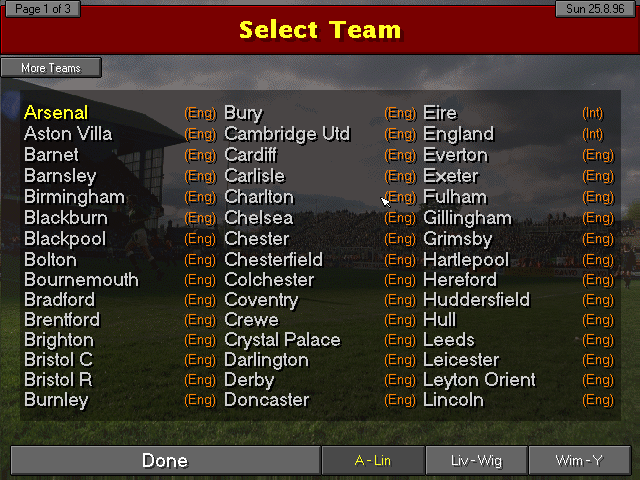 Page 1 of 3
Sun 25.8.96
Select Team
More Teams
Arsenal (Eng) Bury (Eng) Eire (Int)
Aston Villa (Eng) Cambridge Utd (Eng) England (Int)
Barnet (Eng) Cardiff (Eng) Everton (Eng)
Barnsley (Eng) Carlisle (Eng) Exeter (Eng)
Birmingham (Eng) Charlton (Eng) Fulham (Eng)
Blackburn (Eng) Chelsea (Eng) Gillingham (Eng)
Blackpool (Eng) Chester (Eng) Grimsby (Eng)
Bolton (Eng) Chesterfield (Eng) Hartlepool (Eng)
Bournemouth (Eng) Colchester (Eng) Hereford (Eng)
Bradford (Eng) Coventry (Eng) Huddersfield (Eng)
Brentford (Eng) Crewe (Eng) Hull (Eng)
Brighton (Eng) Crystal Palace (Eng) Leeds (Eng)
Bristol C (Eng) Darlington (Eng) Leicester (Eng)
Bristol R (Eng) Derby (Eng) Leyton Orient (Eng)
Burnley (Eng) Doncaster (Eng) Lincoln (Eng)
Done A-Lin Liv-Wig Wim-Y